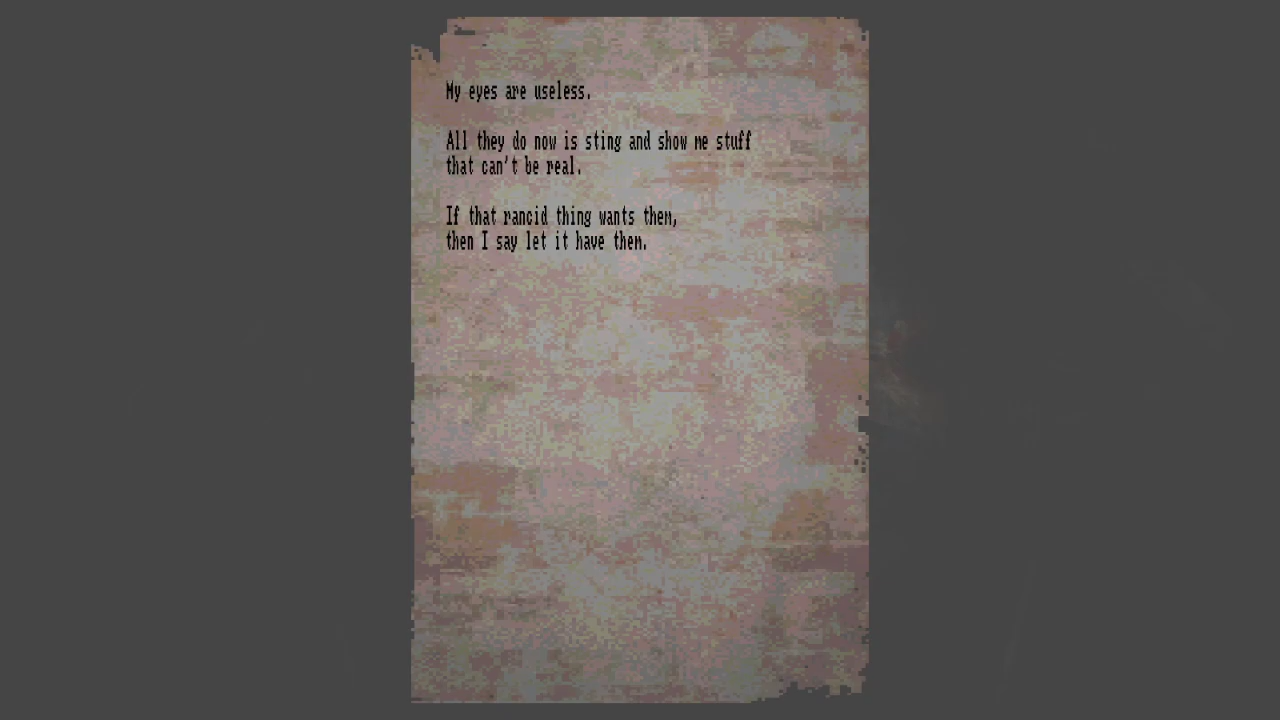 My eyes are useless.
All they do now is sting and show me stuff
that can't be real.
If that rancid thing wants them,
then I say let it have them.